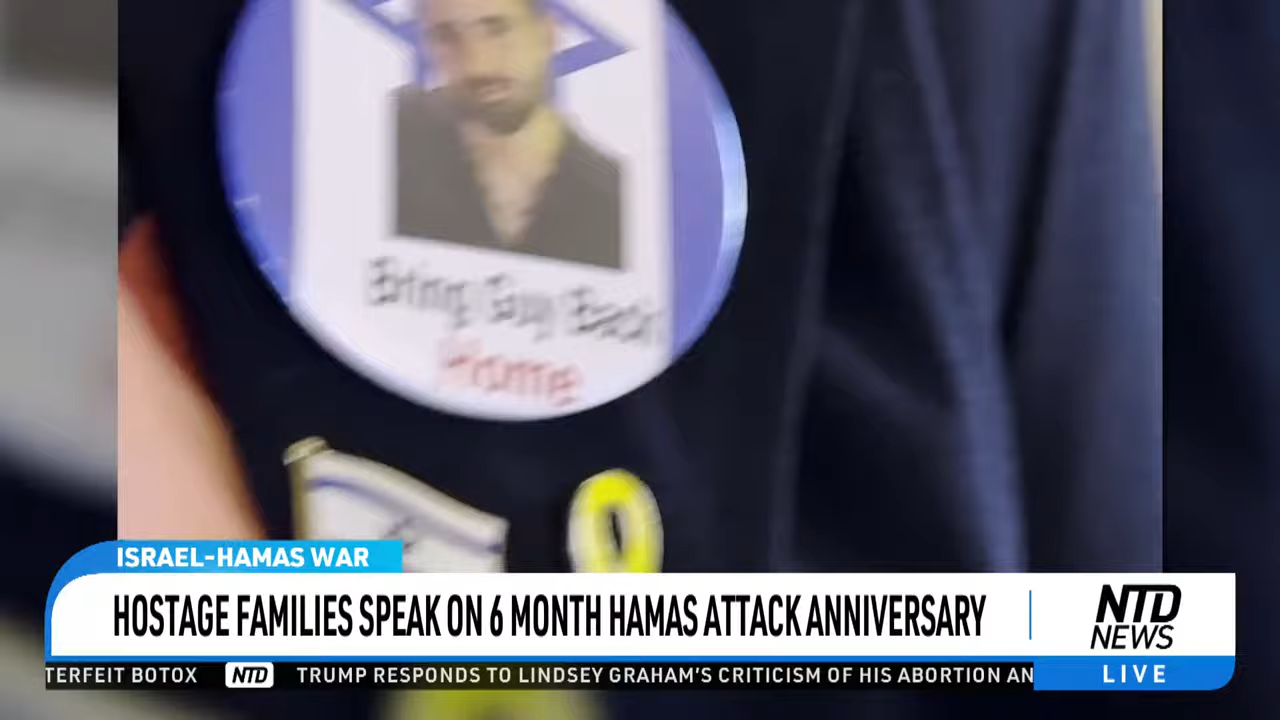 Bring Guy Back
Home
ISRAEL-HAMAS WAR
HOSTAGE FAMILIES SPEAK ON 6 MONTH HAMAS ATTACK ANNIVERSARY
NTD
NEWS
TERFEIT BOTOX NTD TRUMP RESPONDS TO LINDSEY GRAHAM'S CRITICISM OF HIS ABORTION AN
LIVE